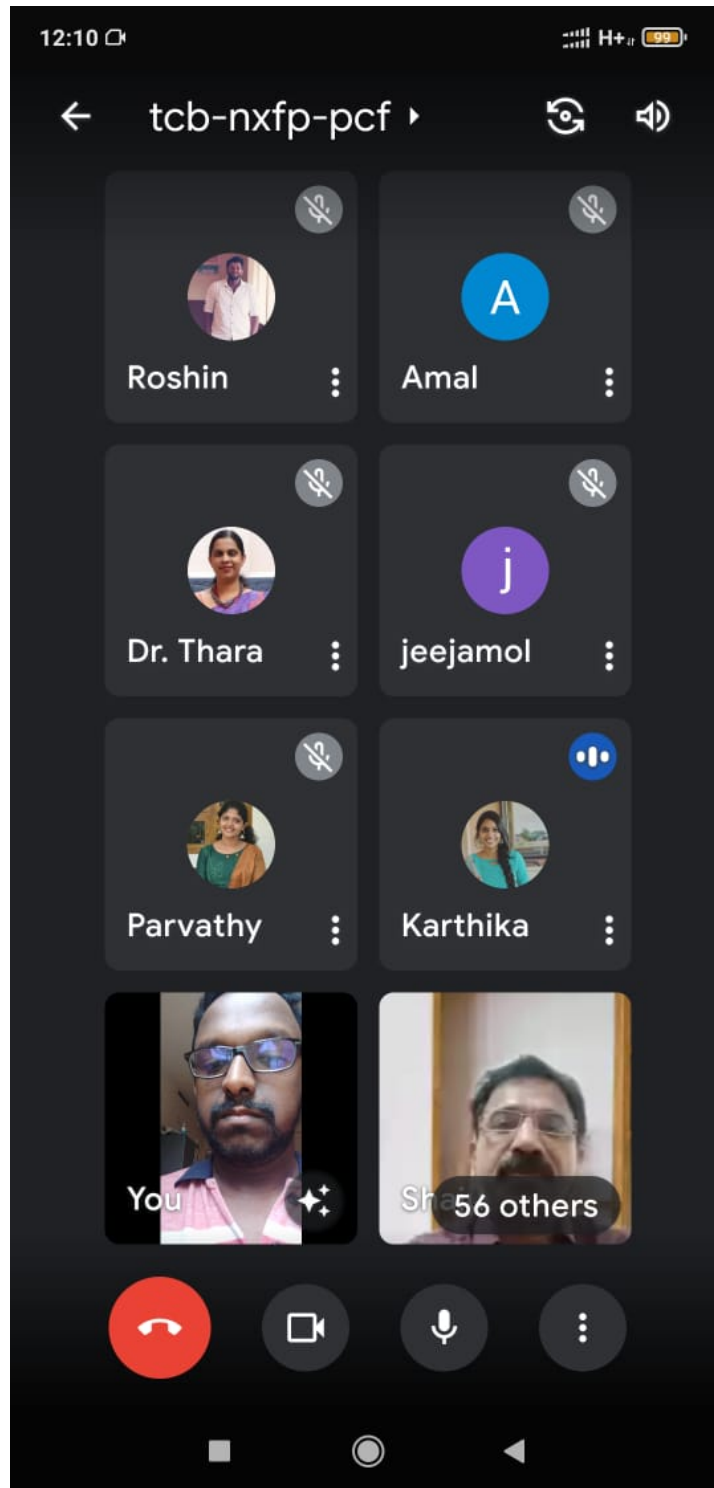 12:10 H+ 99
tcb-nxfp-pcf
A
Roshin Amal
j
Dr. Thara jeejamol
Parvathy Karthika
You 56 others